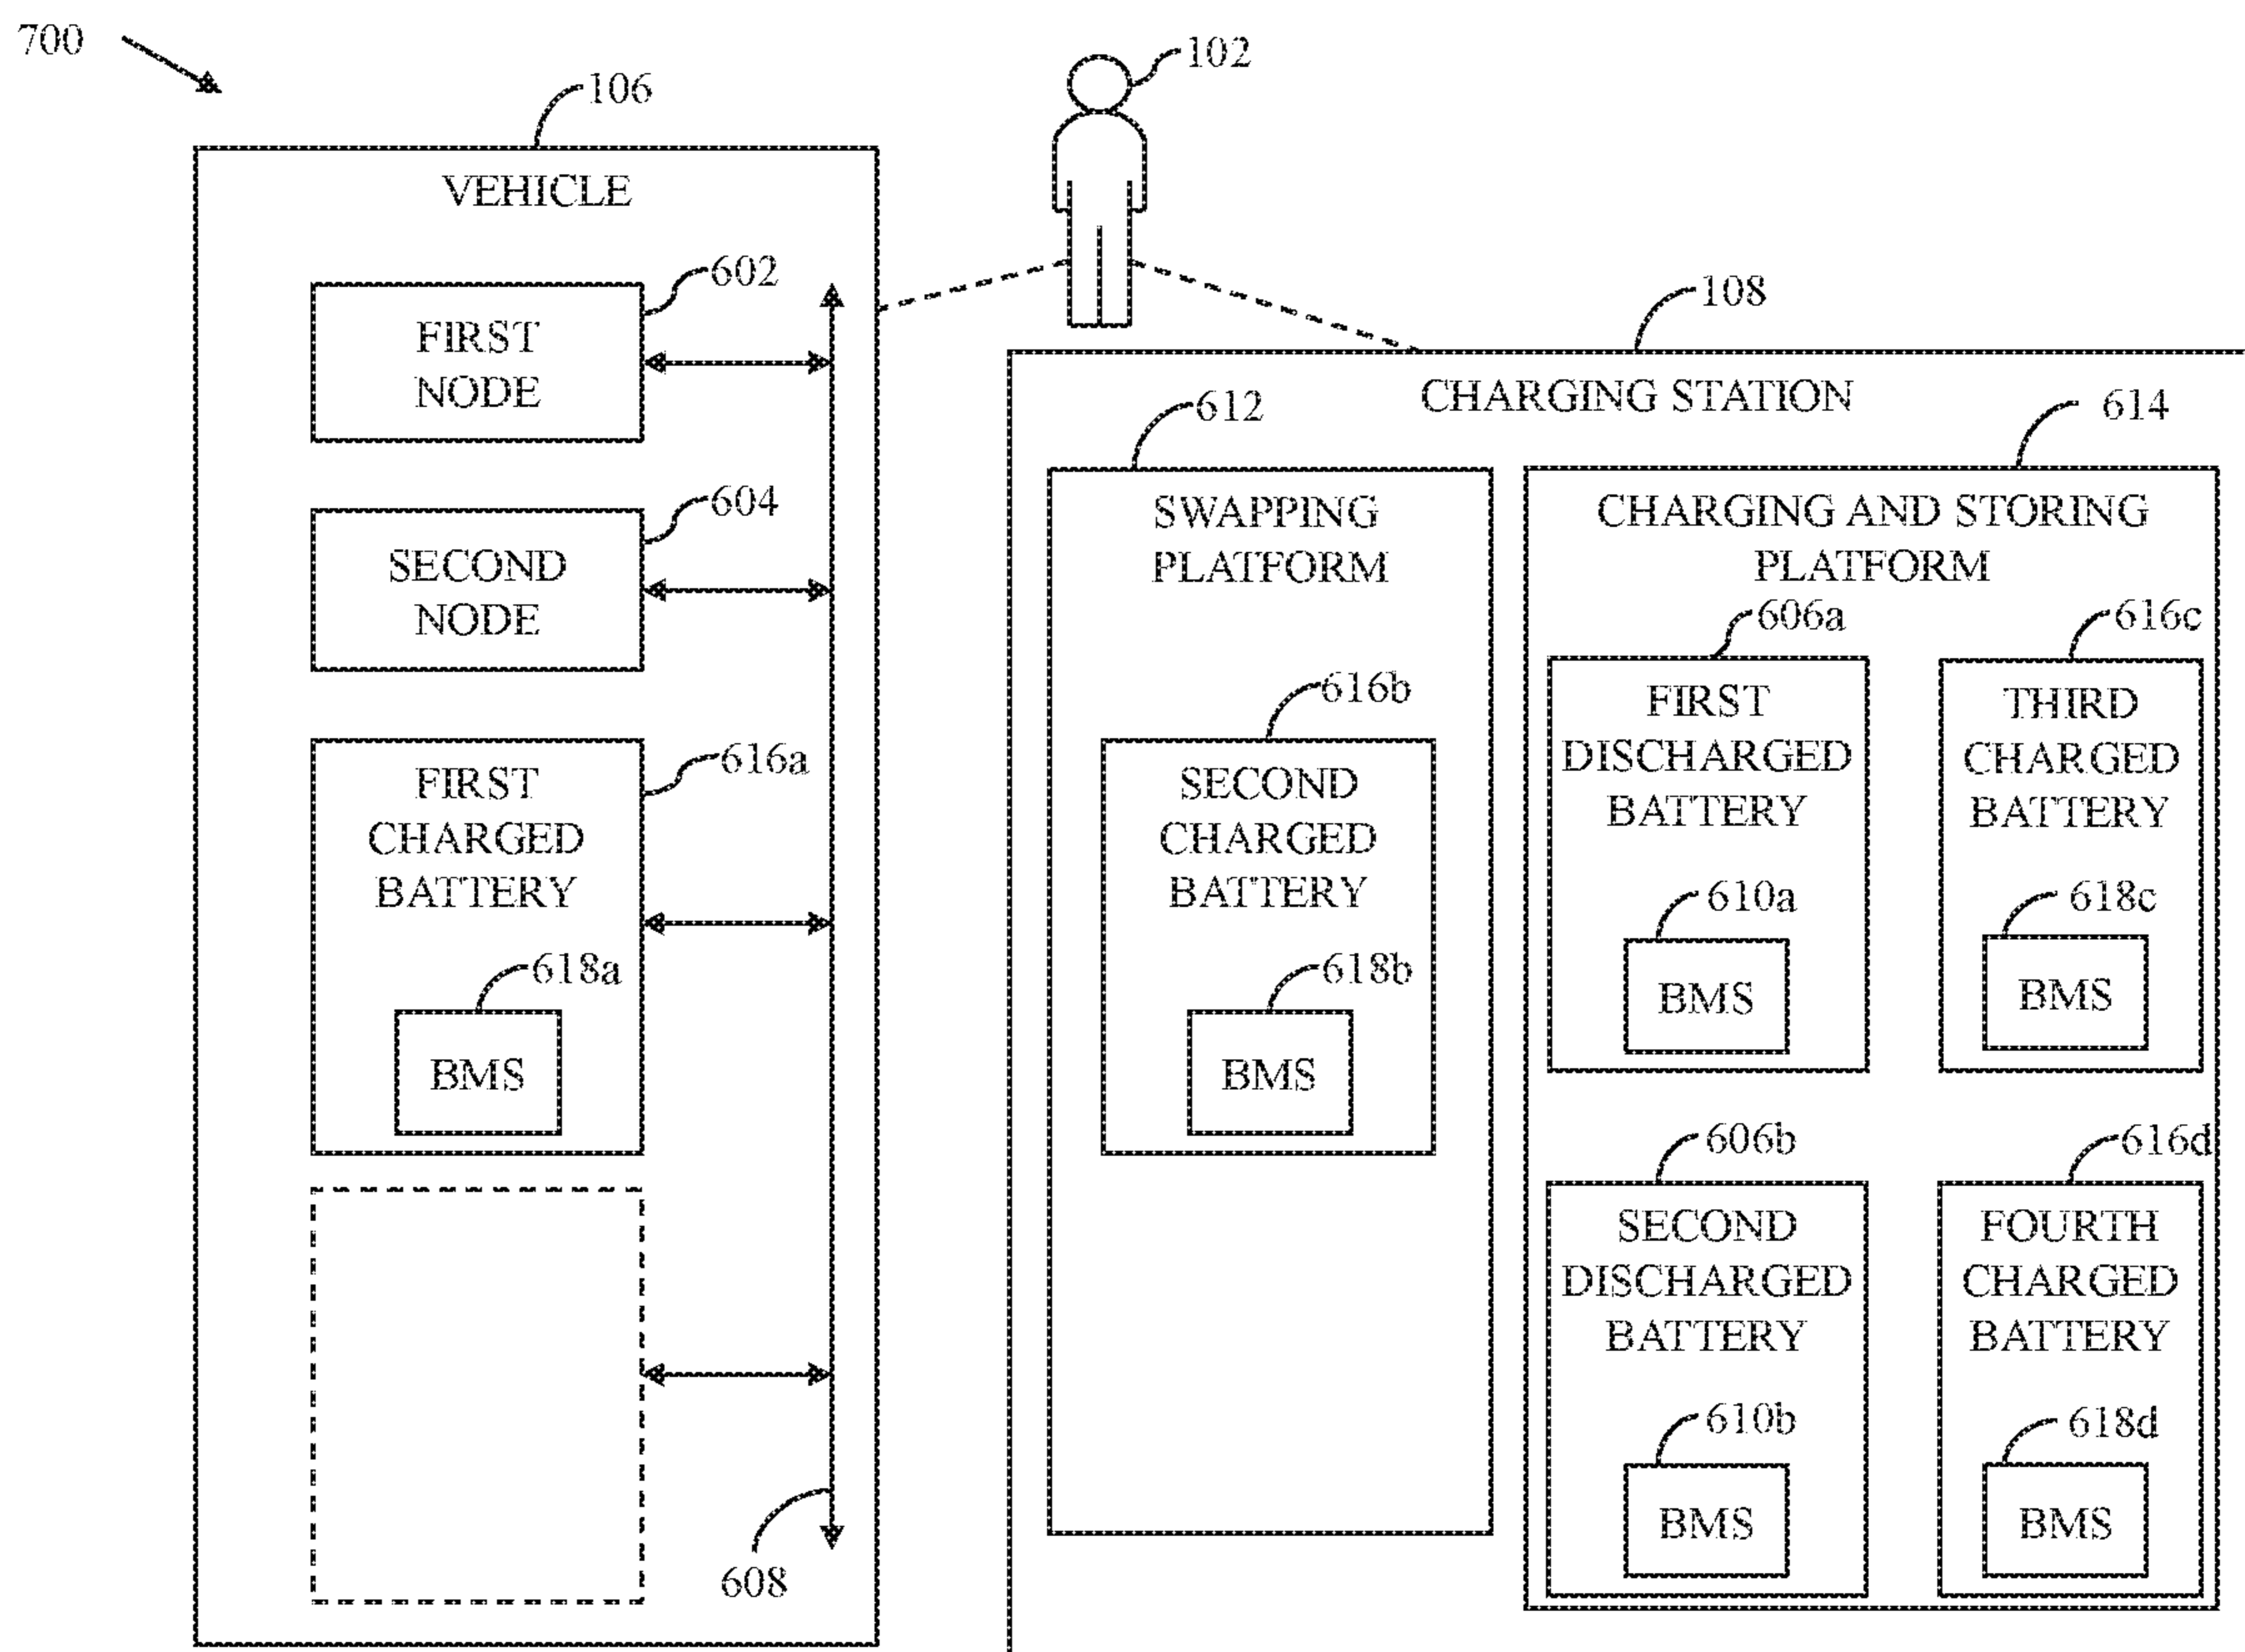 700
102
106
VEHICLE
602
FIRST
NODE
604
SECOND
NODE
616a
FIRST
CHARGED
BATTERY
618a
BMS
608
108
CHARGING STATION
612
SWAPPING
PLATFORM
616b
SECOND
CHARGED
BATTERY
618b
BMS
614
CHARGING AND STORING
PLATFORM
606a
FIRST
DISCHARGED
BATTERY
610a
BMS
616c
THIRD
CHARGED
BATTERY
618c
BMS
606b
SECOND
DISCHARGED
BATTERY
610b
BMS
616d
FOURTH
CHARGED
BATTERY
618d
BMS